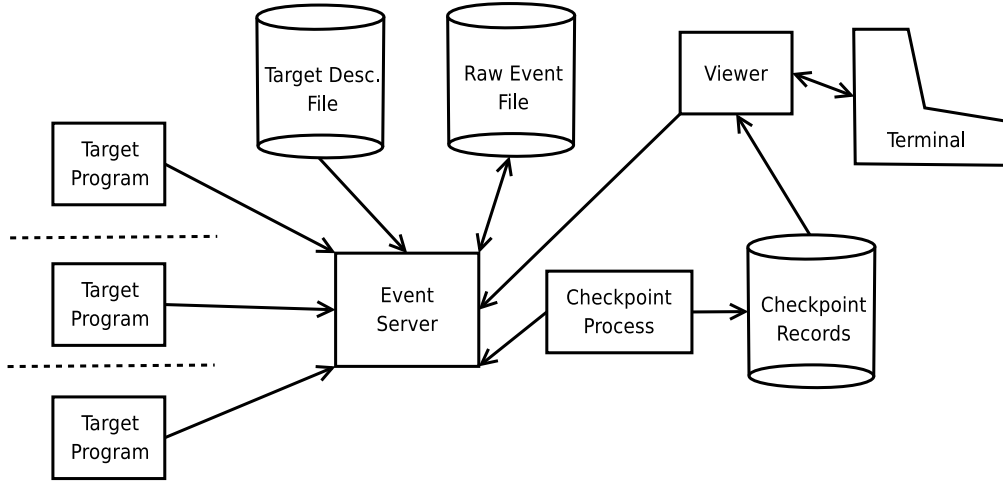 Target Desc.
File
Raw Event
File
Viewer
Terminal
Target
Program
Target
Program
Event
Server
Checkpoint
Process
Checkpoint
Records
Target
Program